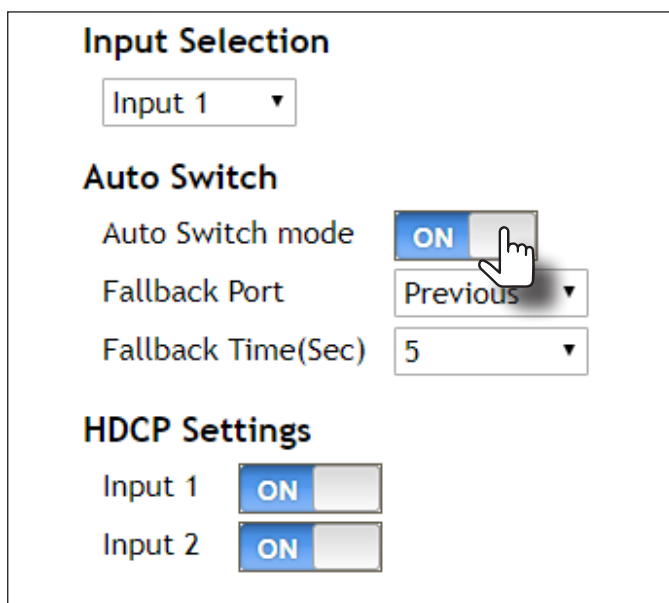 Input Selection
Input 1
Auto Switch
Auto Switch mode ON
Fallback Port Previous
Fallback Time(Sec) 5
HDCP Settings
Input 1 ON
Input 2 ON